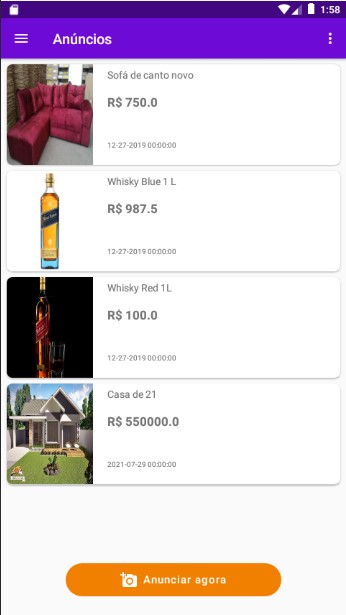 1:58
Anúncios
Sofá de canto novo
R$ 750.0
12-27-2019 00:00:00
Whisky Blue 1 L
R$ 987.5
12-27-2019 00:00:00
Whisky Red 1L
R$ 100.0
12-27-2019 00:00:00
Casa de 21
R$ 550000.0
2021-07-29 00:00:00
Anunciar agora